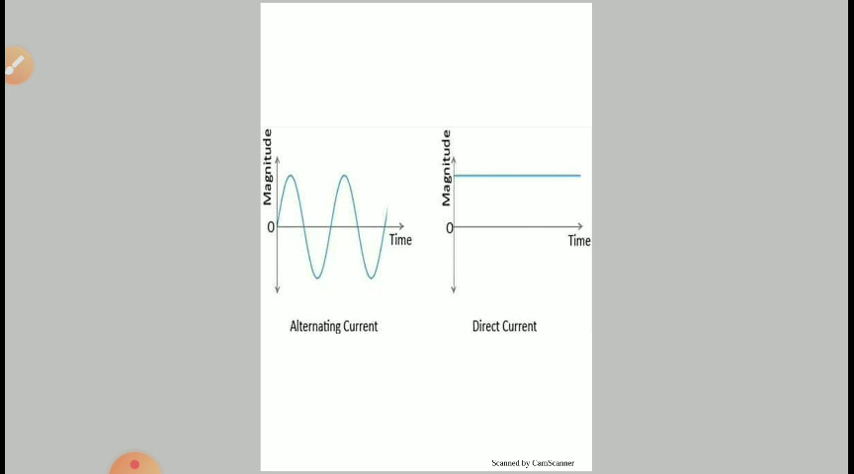 Magnitude
0
Time
Alternating Current
Magnitude
0
Time
Direct Current
Scanned by CamScanner